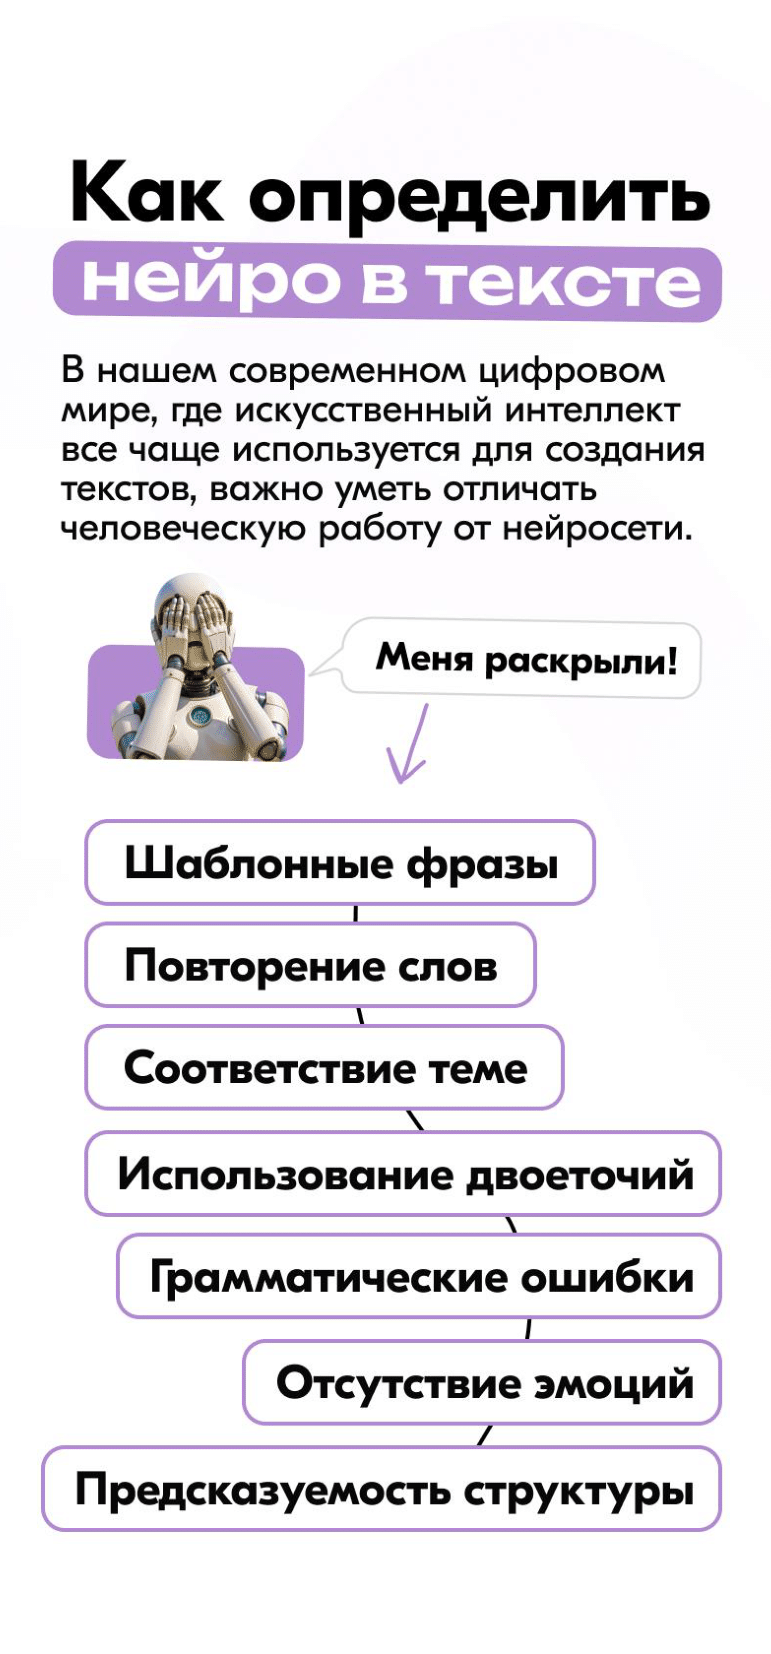 Как определить
нейро в тексте
В нашем современном цифровом
мире, где искусственный интеллект
все чаще используется для создания
текстов, важно уметь отличать
человеческую работу от нейросети.
Меня раскрыли!
Шаблонные фразы
Повторение слов
Соответствие теме
Использование двоеточий
Грамматические ошибки
Отсутствие эмоций
Предсказуемость структуры